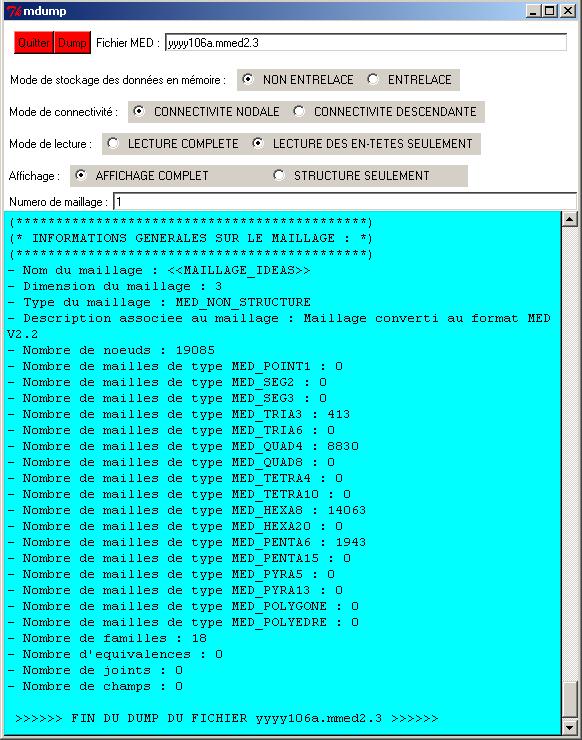 mdump
Quitter Dump Fichier MED : yyyy106a.mmed2.3
Mode de stockage des données en mémoire : NON ENTRELACE ENTRELACE
Mode de connectivité : CONNECTIVITE NODALE CONNECTIVITE DESCENDANTE
Mode de lecture : LECTURE COMPLETE LECTURE DES EN-TETES SEULEMENT
Affichage : AFFICHAGE COMPLET STRUCTURE SEULEMENT
Numero de maillage : 1
(********************************************)
(* INFORMATIONS GENERALES SUR LE MAILLAGE : *)
(********************************************)
- Nom du maillage : <<MAILLAGE_IDEAS>>
- Dimension du maillage : 3
- Type du maillage : MED_NON_STRUCTURE
- Description associee au maillage : Maillage converti au format MED
V2.2
- Nombre de noeuds : 19085
- Nombre de mailles de type MED_POINT1 : 0
- Nombre de mailles de type MED_SEG2 : 0
- Nombre de mailles de type MED_SEG3 : 0
- Nombre de mailles de type MED_TRIA3 : 413
- Nombre de mailles de type MED_TRIA6 : 0
- Nombre de mailles de type MED_QUAD4 : 8830
- Nombre de mailles de type MED_QUAD8 : 0
- Nombre de mailles de type MED_TETRA4 : 0
- Nombre de mailles de type MED_TETRA10 : 0
- Nombre de mailles de type MED_HEXA8 : 14063
- Nombre de mailles de type MED_HEXA20 : 0
- Nombre de mailles de type MED_PENTA6 : 1943
- Nombre de mailles de type MED_PENTA15 : 0
- Nombre de mailles de type MED_PYRA5 : 0
- Nombre de mailles de type MED_PYRA13 : 0
- Nombre de mailles de type MED_POLYGONE : 0
- Nombre de mailles de type MED_POLYEDRE : 0
- Nombre de familles : 18
- Nombre d'equivalences : 0
- Nombre de joints : 0
- Nombre de champs : 0
>>>>>> FIN DU DUMP DU FICHIER yyyy106a.mmed2.3 >>>>>>